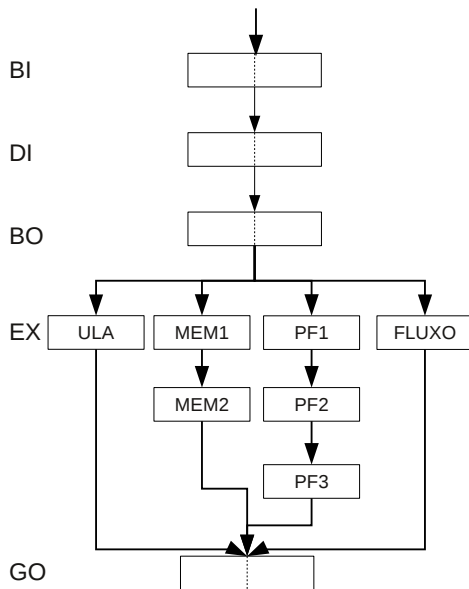 BI
DI
BO
EX ULA MEM1 PF1 FLUXO
MEM2 PF2
PF3
GO